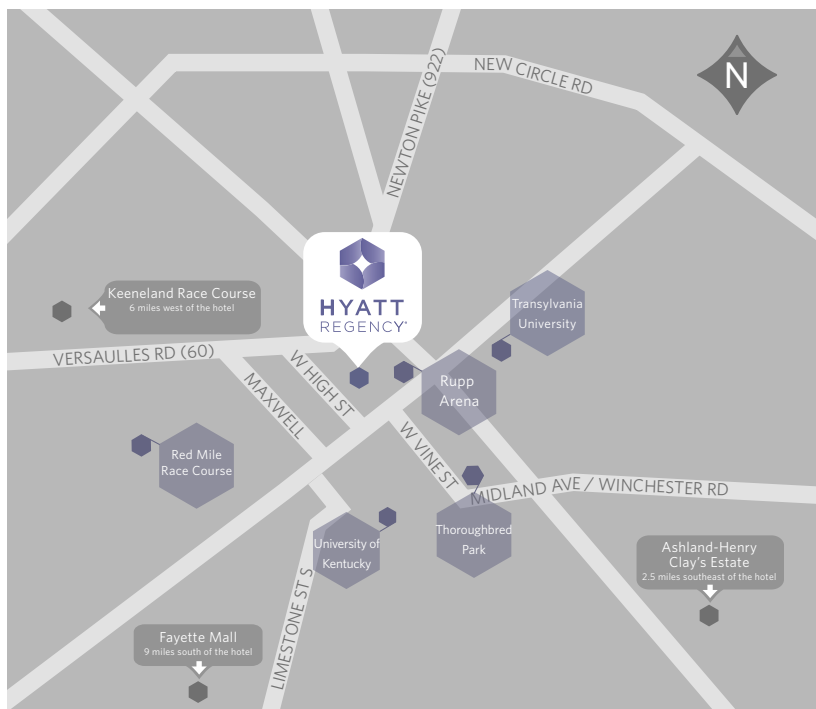 NEWTON PIKE (922)
NEW CIRCLE RD
N
HYATT
REGENCY
Keeneland Race Course
6 miles west of the hotel
Transylvania
University
VERSAULLES RD (60)
W HIGH ST
MAXWELL
Rupp
Arena
W VINE ST
Red Mile
Race Course
MIDLAND AVE / WINCHESTER RD
University of
Kentucky
Thoroughbred
Park
Ashland-Henry
Clay's Estate
2.5 miles southeast of the hotel
LIMESTONE ST S
Fayette Mall
9 miles south of the hotel